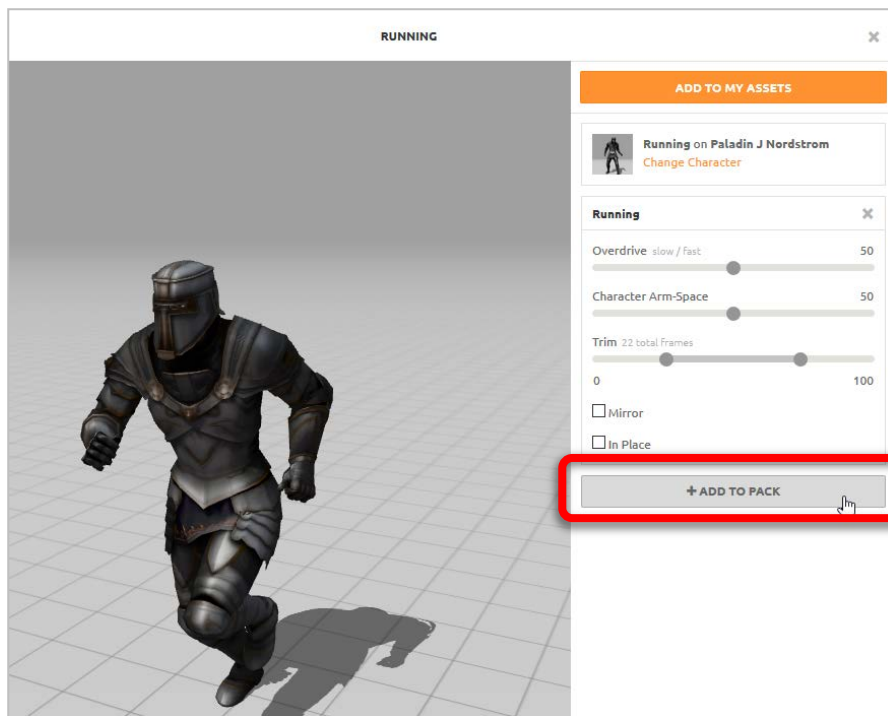 RUNNING
ADD TO MY ASSETS
Running on Paladin J Nordstrom
Change Character
Running
Overdrive slow / fast 50
Character Arm-Space 50
Trim 22 total frames
0 100
Mirror
In Place
+ ADD TO PACK